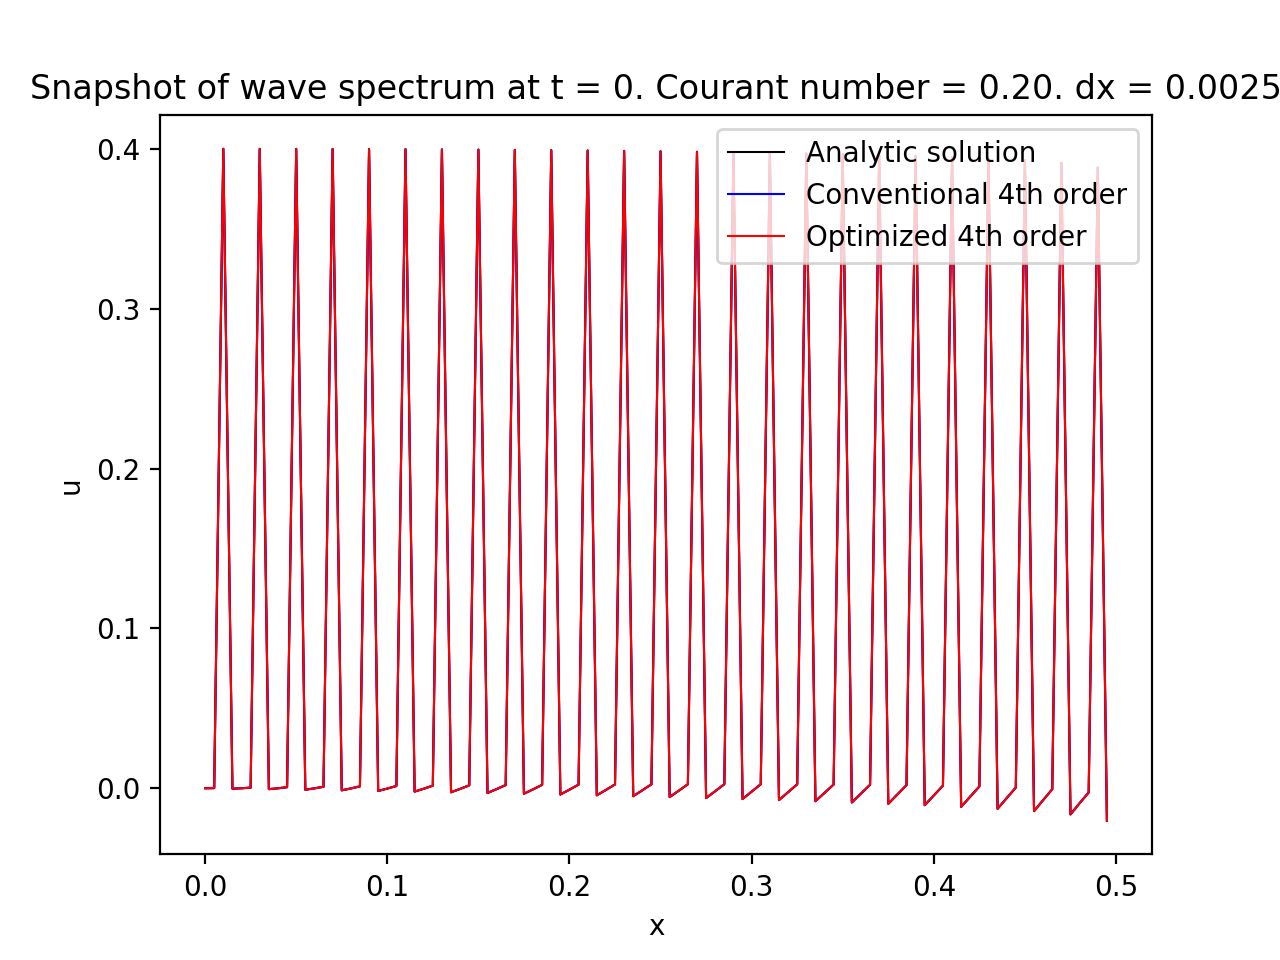 Snapshot of wave spectrum at t = 0. Courant number = 0.20. dx = 0.0025
Analytic solution
Conventional 4th order
Optimized 4th order
0.4
0.3
0.2
0.1
0.0
u
0.0 0.1 0.2 0.3 0.4 0.5
x